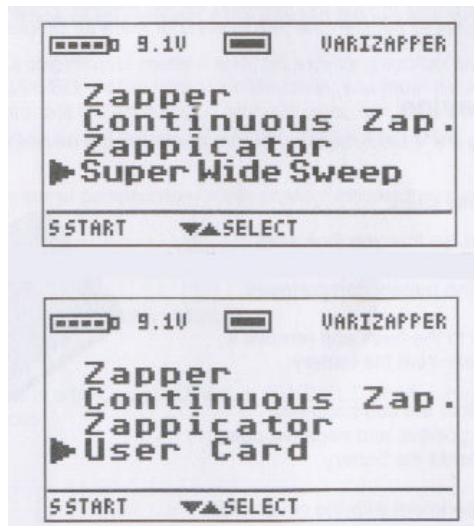 9.1V VARIZAPPER
Zapper
Continuous Zap.
Zappicator
Super Wide Sweep
S START ▼▲SELECT
9.1V VARIZAPPER
Zapper
Continuous Zap.
Zappicator
User Card
S START ▼▲SELECT